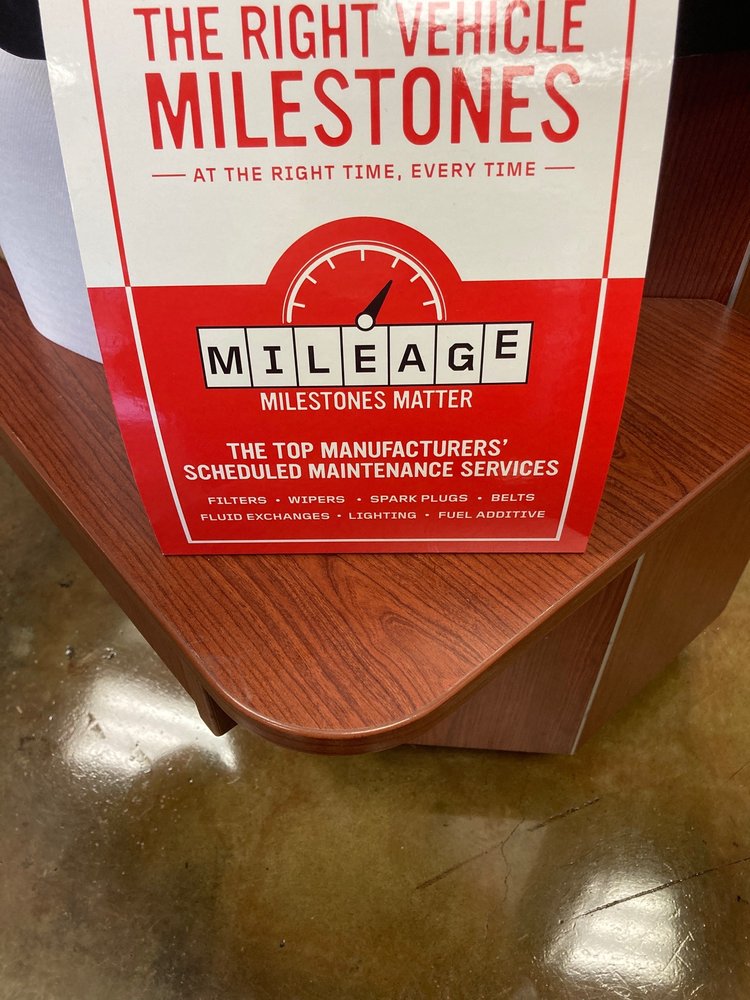 THE RIGHT VEHICLE
MILESTONES
— AT THE RIGHT TIME, EVERY TIME —
MILEAGE
MILESTONES MATTER
THE TOP MANUFACTURERS'
SCHEDULED MAINTENANCE SERVICES
FILTERS • WIPERS • SPARK PLUGS • BELTS
FLUID EXCHANGES • LIGHTING • FUEL ADDITIVE